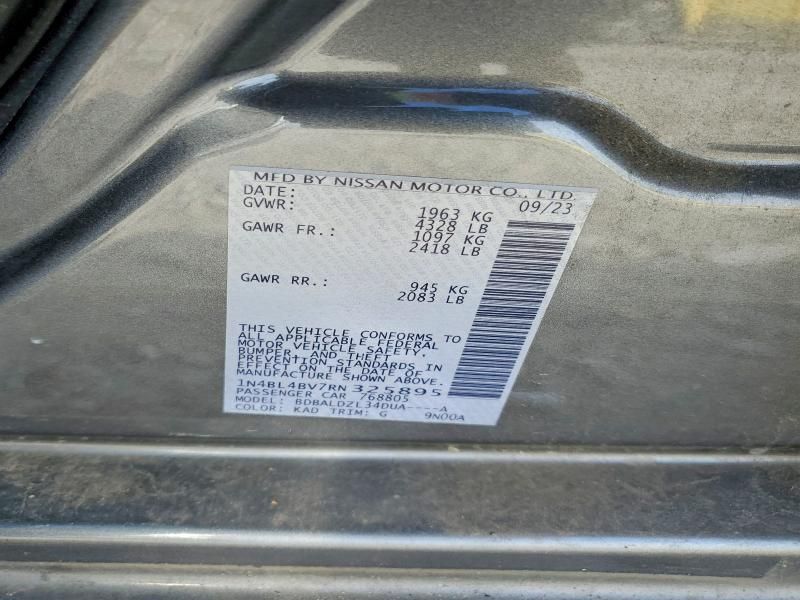 MFD BY NISSAN MOTOR CO., LTD.
DATE: 09/23
GVWR: 1963 KG
4328 LB
GAWR FR.: 1097 KG
2418 LB
GAWR RR.: 945 KG
2083 LB
THIS VEHICLE CONFORMS TO
ALL APPLICABLE FEDERAL
MOTOR VEHICLE SAFETY,
BUMPER, AND THEFT
PREVENTION STANDARDS IN
EFFECT ON THE DATE OF
MANUFACTURE SHOWN ABOVE.
1N4BL4BV7RN325895
PASSENGER CAR 768805
MODEL: BDBALDZL34DUA----A
COLOR: KAD TRIM: G 9N00A